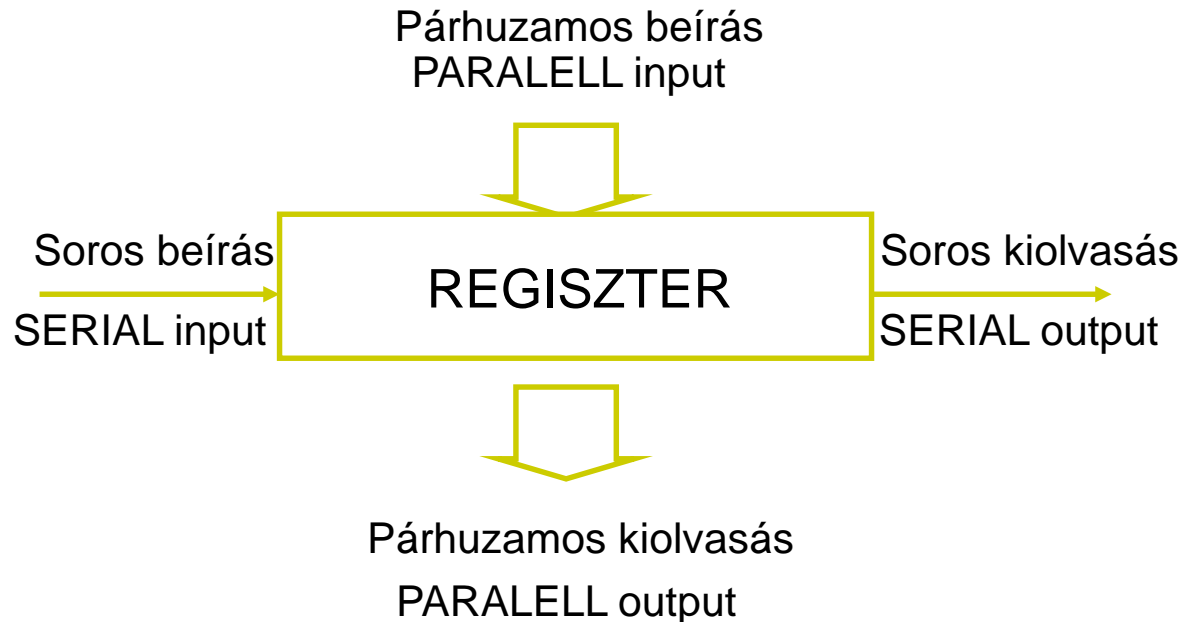 Párhuzamos beírás
PARALELL input
Soros beírás
SERIAL input
REGISZTER
Soros kiolvasás
SERIAL output
Párhuzamos kiolvasás
PARALELL output